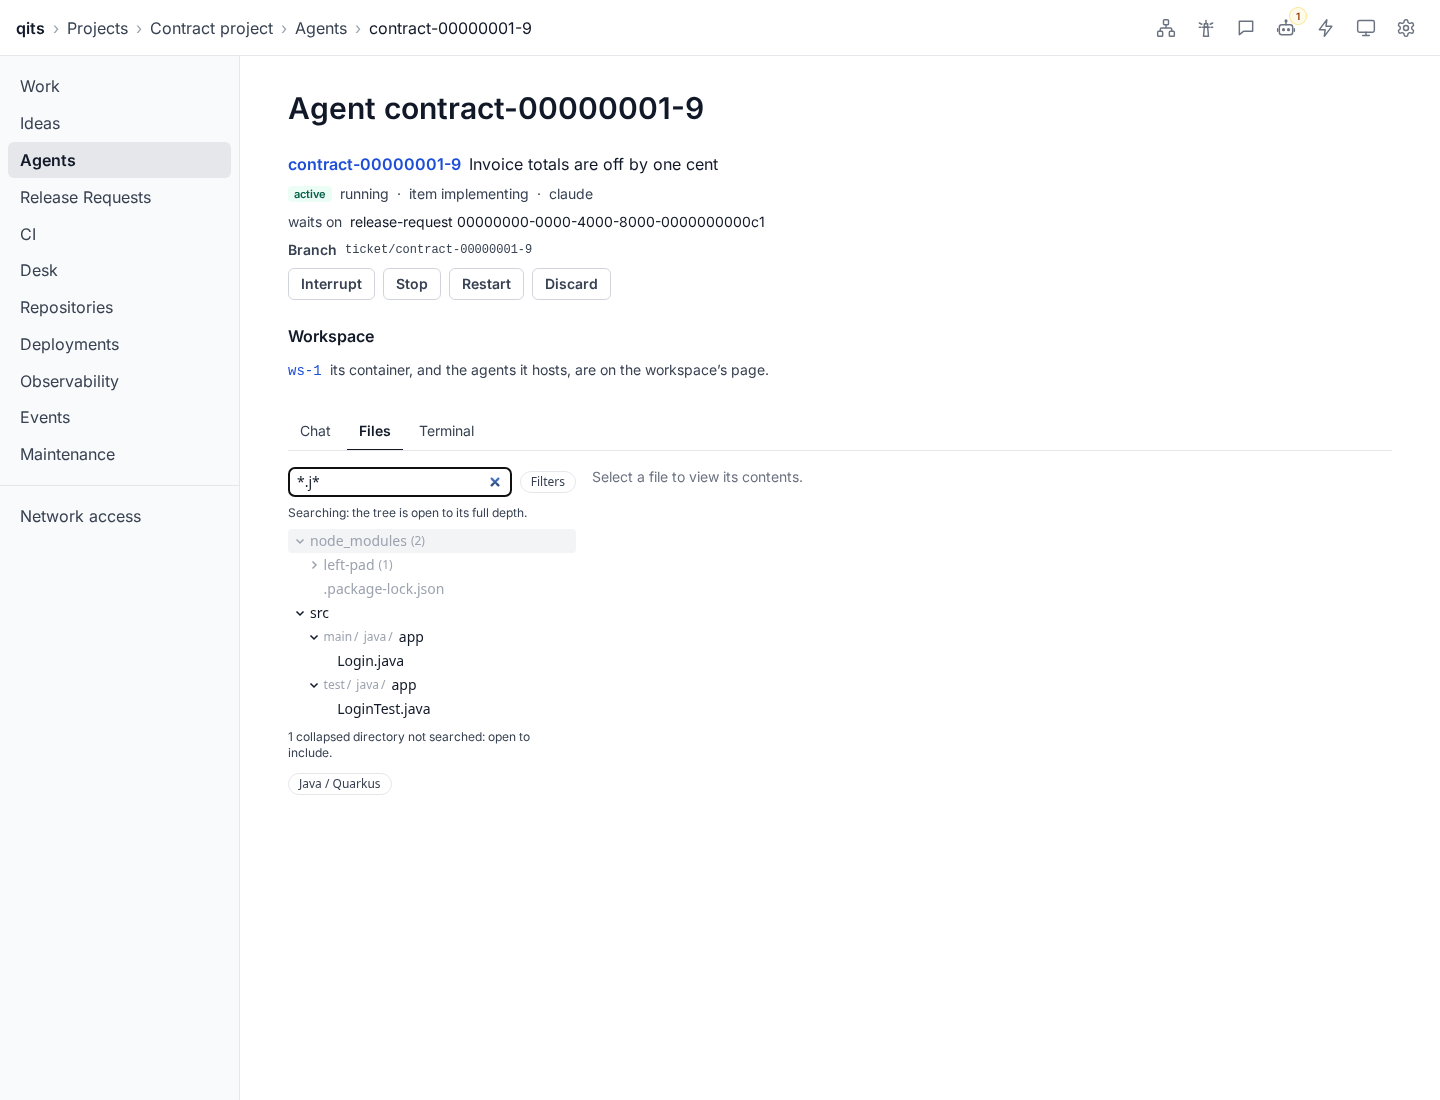 qits › Projects › Contract project › Agents › contract-00000001-9
1
Work
Ideas
Agents
Release Requests
CI
Desk
Repositories
Deployments
Observability
Events
Maintenance
Network access
Agent contract-00000001-9
contract-00000001-9 Invoice totals are off by one cent
active running · item implementing · claude
waits on release-request 00000000-0000-4000-8000-0000000000c1
Branch ticket/contract-00000001-9
Interrupt Stop Restart Discard
Workspace
ws-1 its container, and the agents it hosts, are on the workspace’s page.
Chat Files Terminal
*.j* Filters
Searching: the tree is open to its full depth.
node_modules (2)
left-pad (1)
.package-lock.json
src
main/ java/ app
Login.java
test/ java/ app
LoginTest.java
1 collapsed directory not searched: open to
include.
Java / Quarkus
Select a file to view its contents.